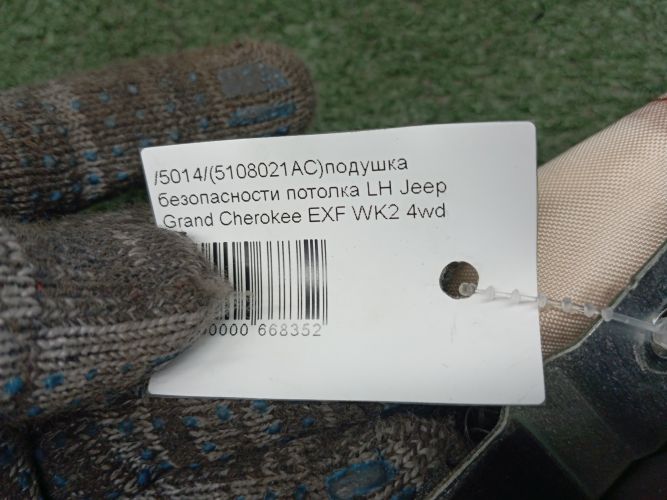 /5014/(5108021AC)подушка
безопасности потолка LH Jeep
Grand Cherokee EXF WK2 4wd
0000 668352